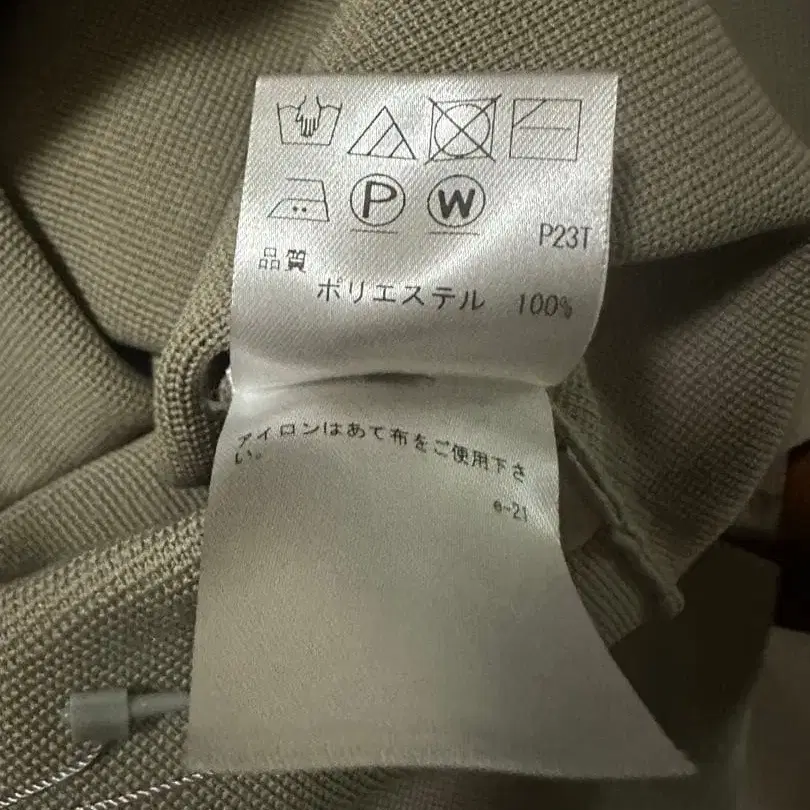 P W
P23T
品質
ポリエステル 100%
アイロンはあて布をご使用下さ
い。
e-21